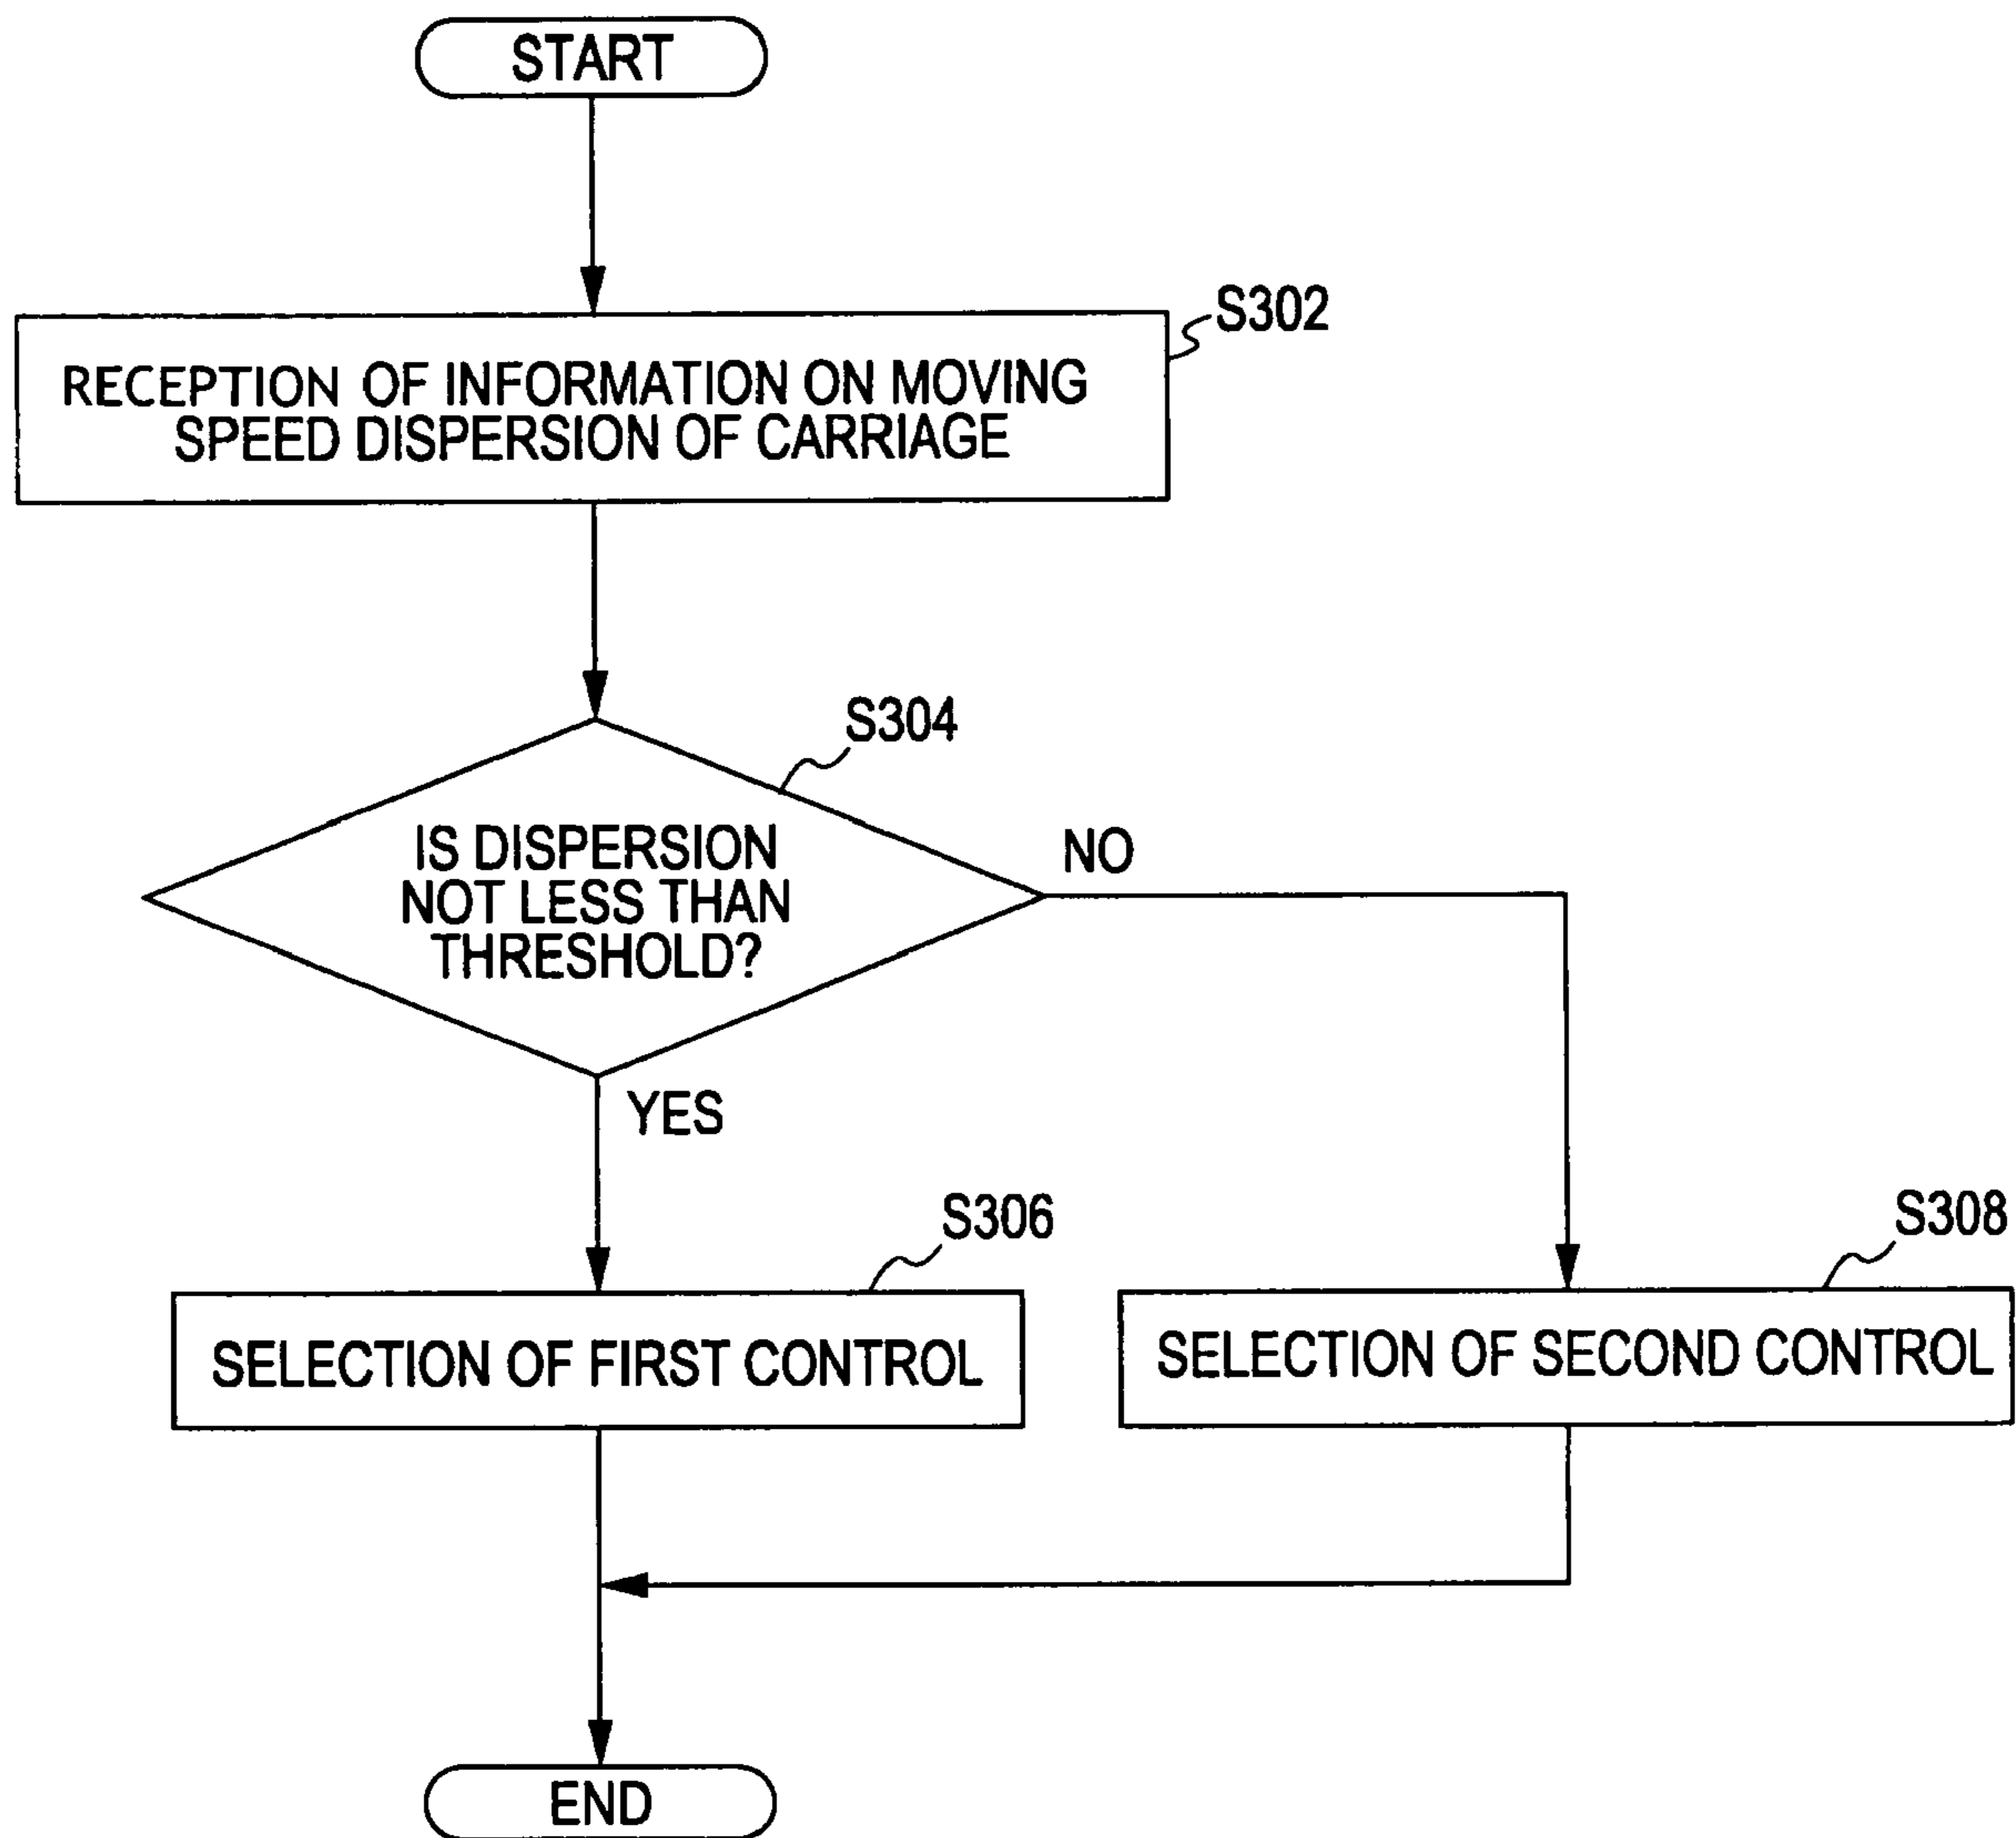 START
S302
RECEPTION OF INFORMATION ON MOVING
SPEED DISPERSION OF CARRIAGE
S304
IS DISPERSION
NOT LESS THAN
THRESHOLD?
NO
YES
S306
SELECTION OF FIRST CONTROL
S308
SELECTION OF SECOND CONTROL
END